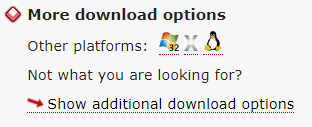 More download options
Other platforms: 32 X
Not what you are looking for?
Show additional download options